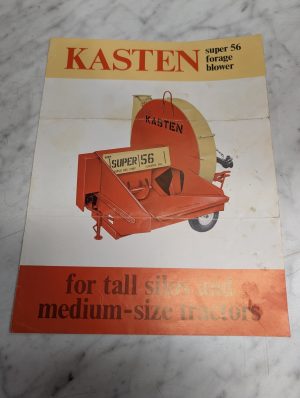 KASTEN super 56
forage
blower
KASTEN
SUPER 56
for tall silos and
medium-size tractors